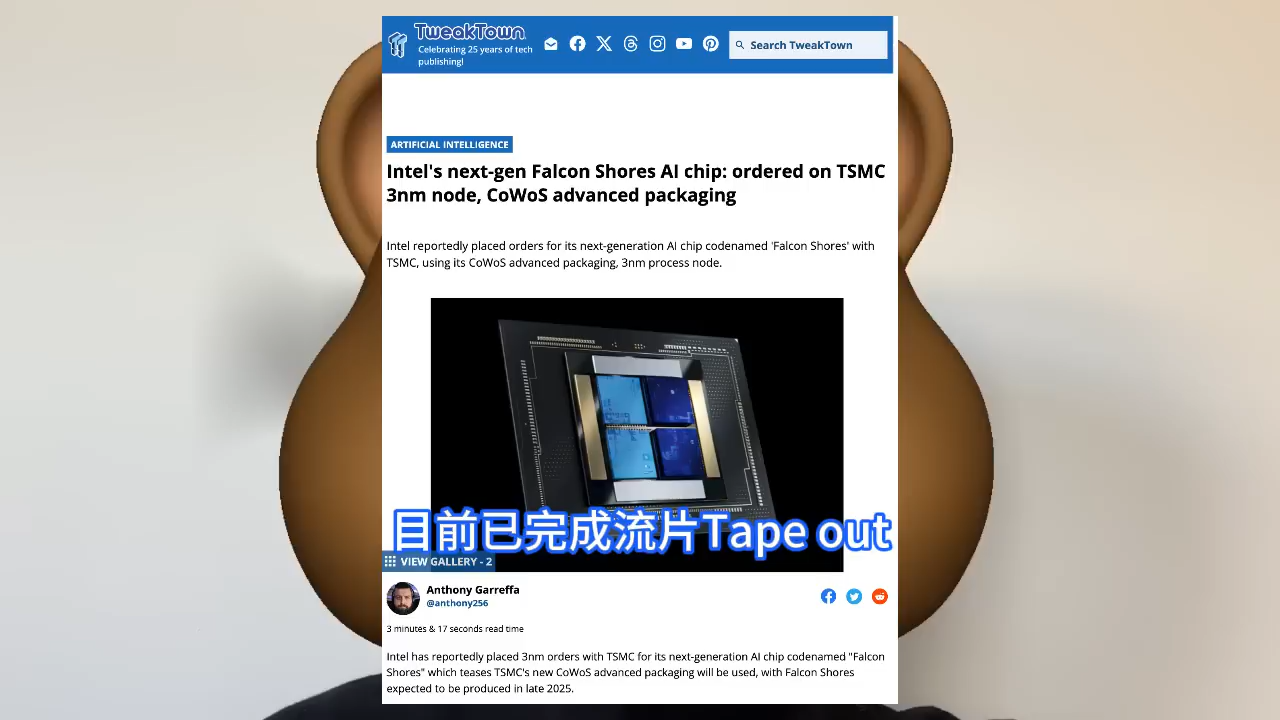 TweakTown
Celebrating 25 years of tech
publishing!
Search TweakTown
ARTIFICIAL INTELLIGENCE
Intel's next-gen Falcon Shores AI chip: ordered on TSMC
3nm node, CoWoS advanced packaging
Intel reportedly placed orders for its next-generation AI chip codenamed 'Falcon Shores' with
TSMC, using its CoWoS advanced packaging, 3nm process node.
目前已完成流片Tape out
VIEW GALLERY - 2
Anthony Garreffa
@anthony256
3 minutes & 17 seconds read time
Intel has reportedly placed 3nm orders with TSMC for its next-generation AI chip codenamed "Falcon
Shores" which teases TSMC's new CoWoS advanced packaging will be used, with Falcon Shores
expected to be produced in late 2025.